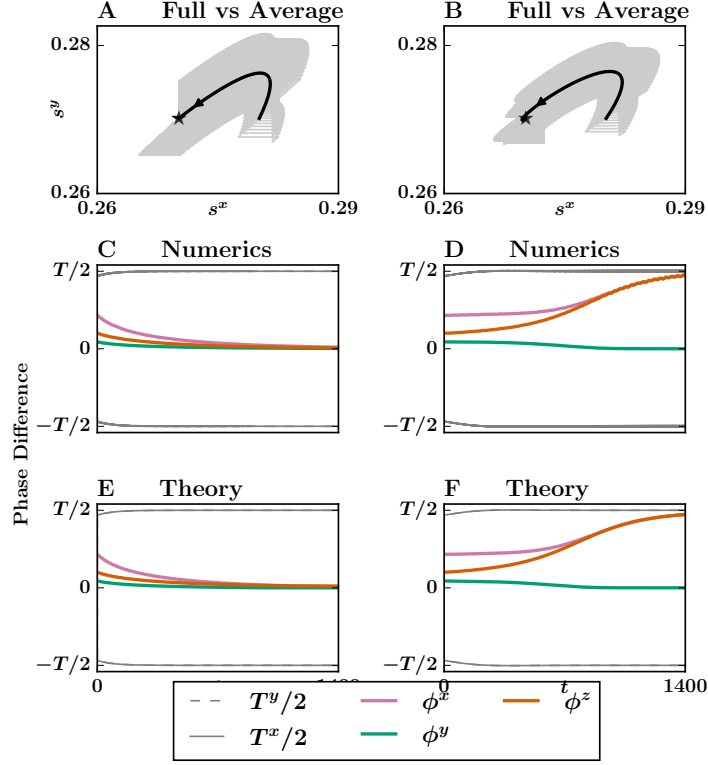 A Full vs Average
B Full vs Average
0.28
0.28
s^y
0.26
0.26
0.26
s^x
0.29
0.26
s^x
0.29
C Numerics
D Numerics
T/2
0
−T/2
T/2
0
−T/2
Phase Difference
E Theory
F Theory
T/2
0
−T/2
T/2
0
−T/2
0
0
t
1400
T^y/2
ϕ^x
ϕ^z
T^x/2
ϕ^y